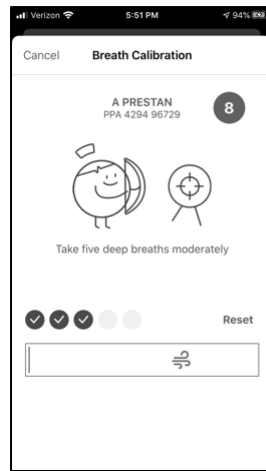 Verizon 5:51 PM 94%
Cancel Breath Calibration
A PRESTAN
PPA 4294 96729
8
Take five deep breaths moderately
Reset